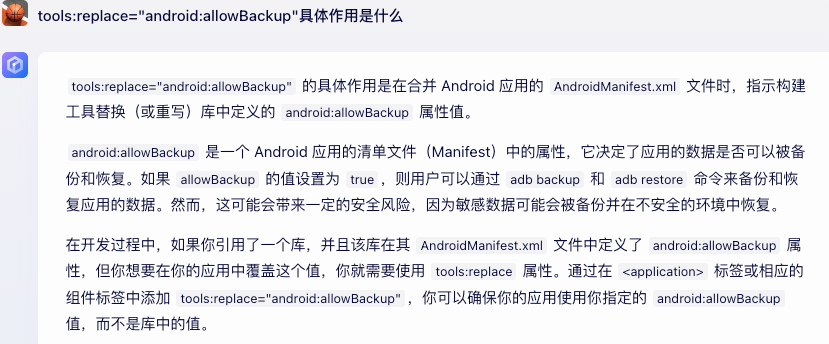 tools:replace="android:allowBackup"具体作用是什么
tools:replace="android:allowBackup" 的具体作用是在合并 Android 应用的 AndroidManifest.xml 文件时，指示构建
工具替换（或重写）库中定义的 android:allowBackup 属性值。
android:allowBackup 是一个 Android 应用的清单文件（Manifest）中的属性，它决定了应用的数据是否可以被备
份和恢复。如果 allowBackup 的值设置为 true ，则用户可以通过 adb backup 和 adb restore 命令来备份和恢
复应用的数据。然而，这可能会带来一定的安全风险，因为敏感数据可能会被备份并在不安全的环境中恢复。
在开发过程中，如果你引用了一个库，并且该库在其 AndroidManifest.xml 文件中定义了 android:allowBackup 属
性，但你想要在你的应用中覆盖这个值，你就需要使用 tools:replace 属性。通过在 <application> 标签或相应的
组件标签中添加 tools:replace="android:allowBackup" ，你可以确保你的应用使用你指定的 android:allowBackup
值，而不是库中的值。